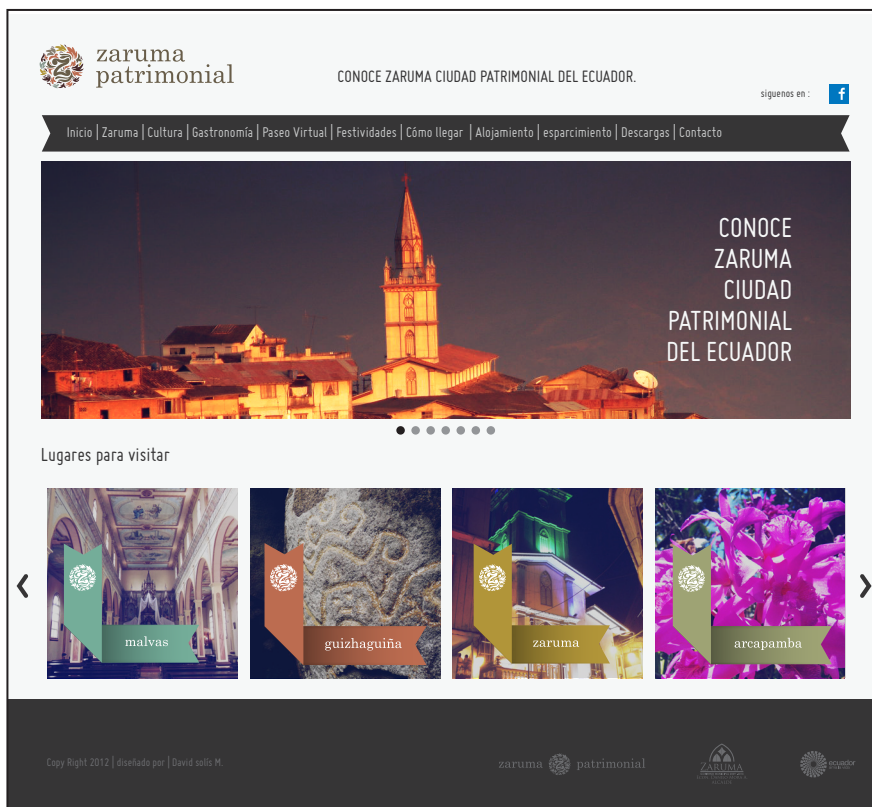 zaruma
patrimonial
CONOCE ZARUMA CIUDAD PATRIMONIAL DEL ECUADOR.
siguenos en :
f
Inicio | Zaruma | Cultura | Gastronomía | Paseo Virtual | Festividades | Cómo llegar | Alojamiento | esparcimiento | Descargas | Contacto
CONOCE
ZARUMA
CIUDAD
PATRIMONIAL
DEL ECUADOR
Lugares para visitar
malvas
guizhaguiña
zaruma
arcapamba
Copy Right 2012 | diseñado por | David solís M.
zaruma patrimonial
ZARUMA
ecuador